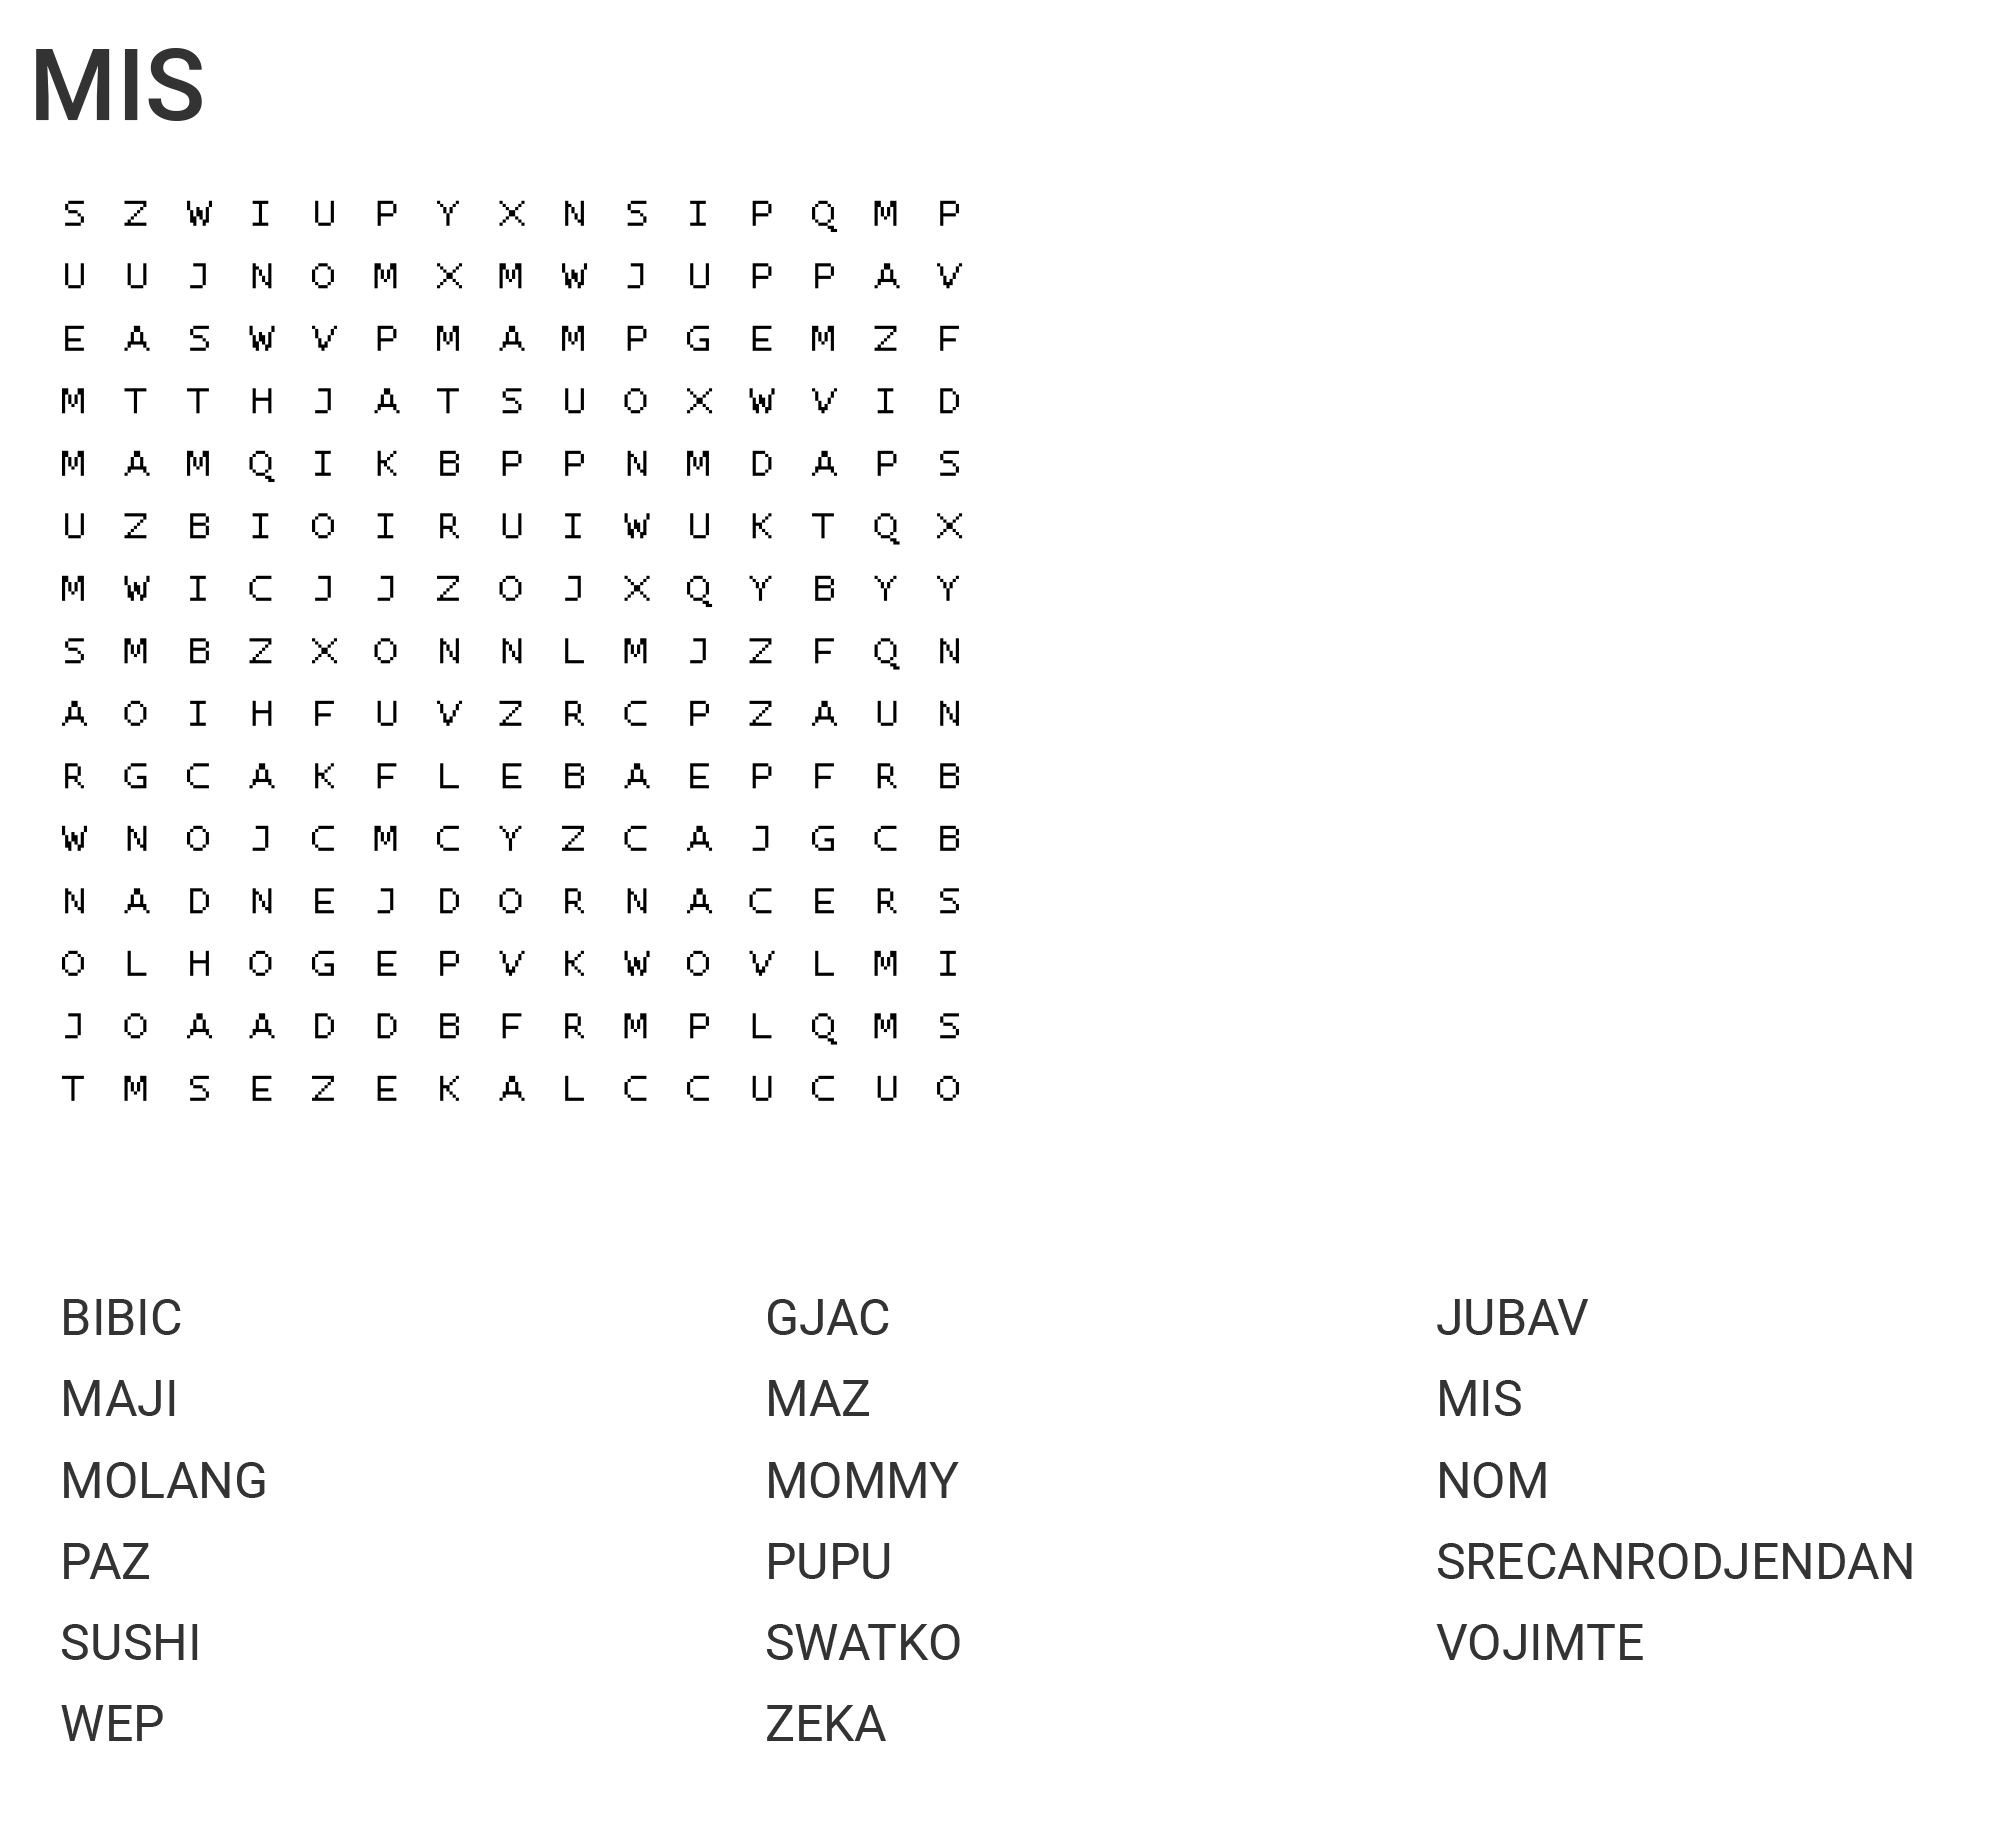 MIS
S Z W I U P Y X N S I P Q M P
U U J N O M X M W J U P P A V
E A S W V P M A M P G E M Z F
M T T H J A T S U O X W V I D
M A M Q I K B P P N M D A P S
U Z B I O I R U I W U K T Q X
M W I C J J Z O J X Q Y B Y Y
S M B Z X O N N L M J Z F Q N
A O I H F U V Z R C P Z A U N
R G C A K F L E B A E P F R B
W N O J C M C Y Z C A J G C B
N A D N E J D O R N A C E R S
O L H O G E P V K W O V L M I
J O A A D D B F R M P L Q M S
T M S E Z E K A L C C U C U O
BIBIC GJAC JUBAV
MAJI MAZ MIS
MOLANG MOMMY NOM
PAZ PUPU SRECANRODJENDAN
SUSHI SWATKO VOJIMTE
WEP ZEKA